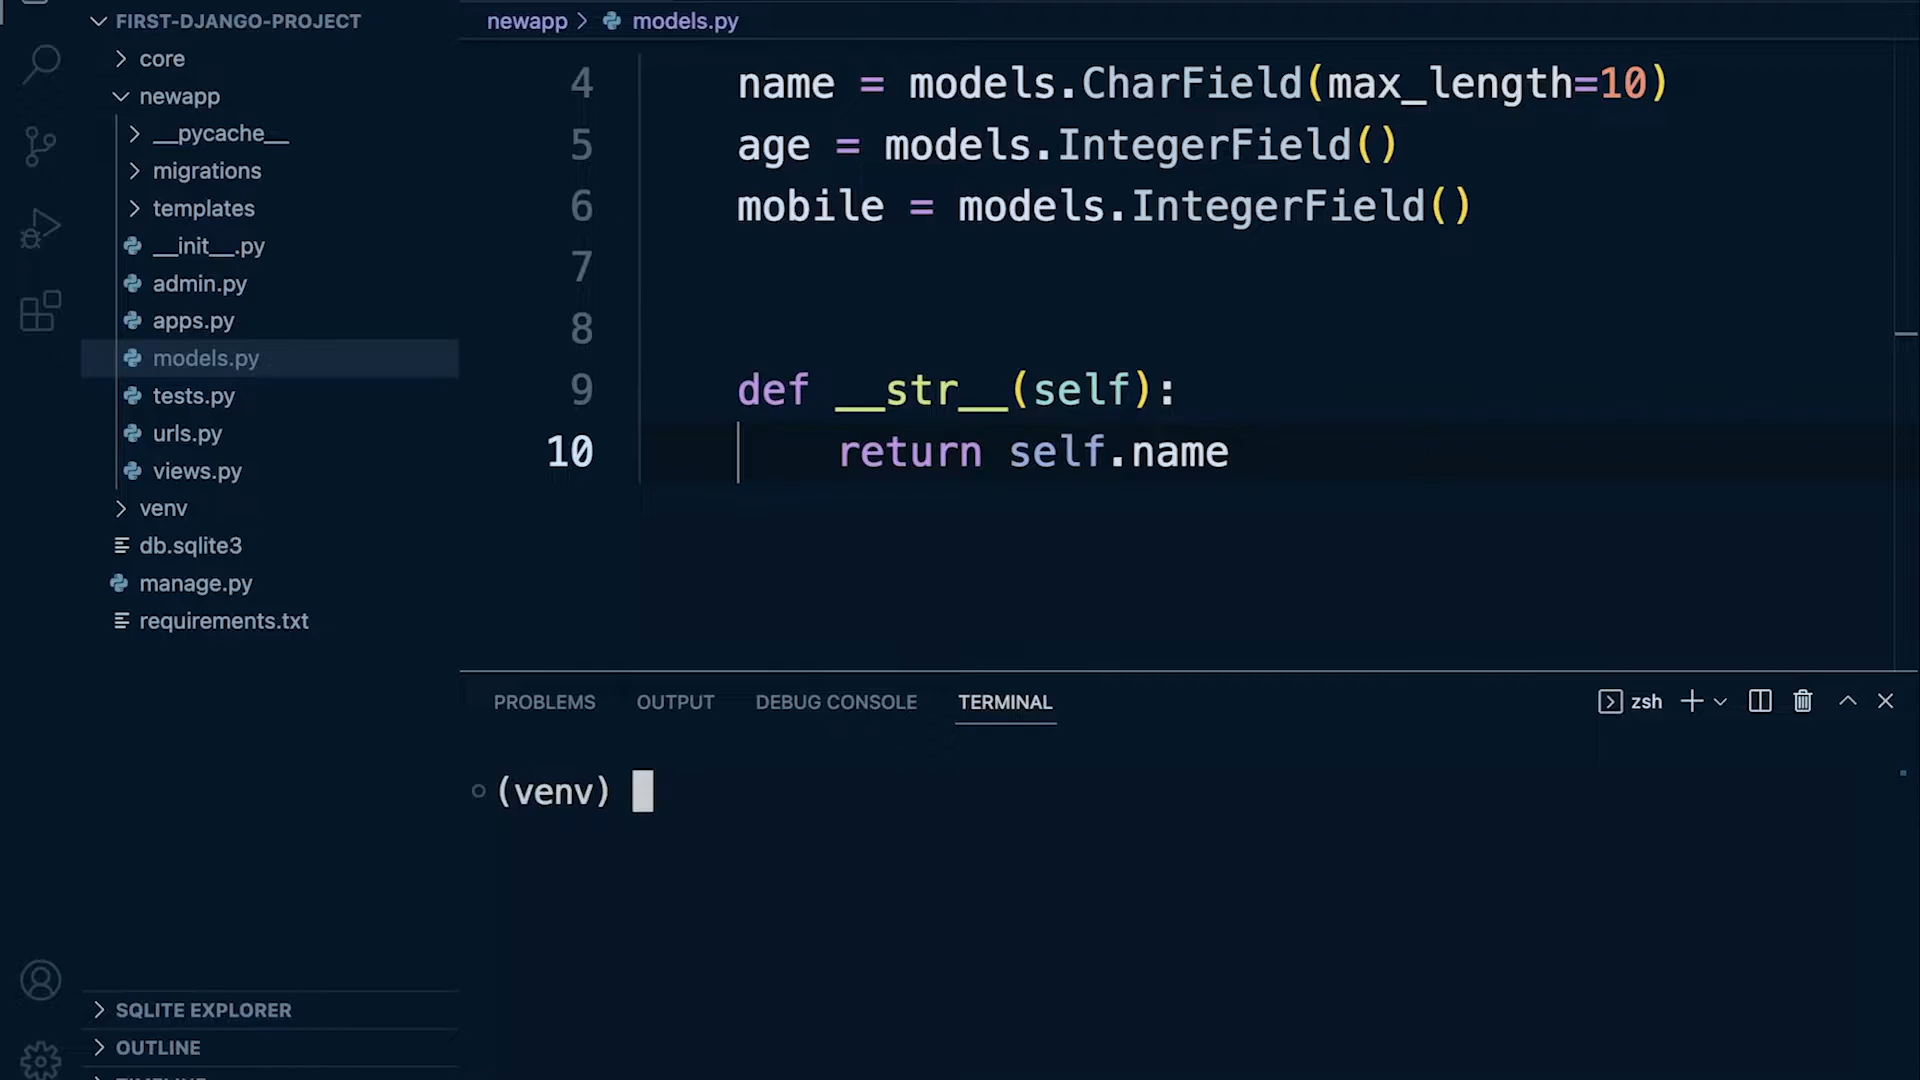 FIRST-DJANGO-PROJECT
core
newapp
__pycache__
migrations
templates
__init__.py
admin.py
apps.py
models.py
tests.py
urls.py
views.py
venv
db.sqlite3
manage.py
requirements.txt
SQLITE EXPLORER
OUTLINE
TIMELINE
newapp > models.py
4 name = models.CharField(max_length=10)
5 age = models.IntegerField()
6 mobile = models.IntegerField()
7
8
9 def __str__(self):
10 return self.name
PROBLEMS OUTPUT DEBUG CONSOLE TERMINAL zsh
(venv)